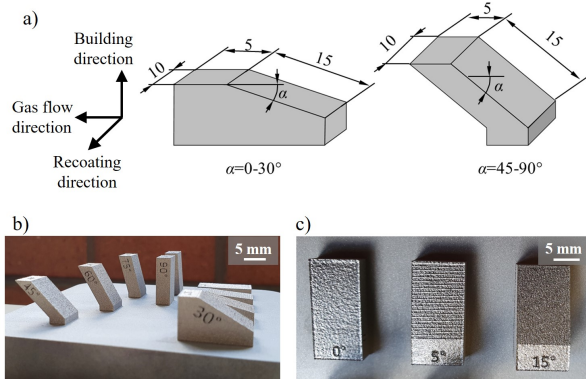 a)
Building
direction
Gas flow
direction
Recoating
direction
10
5
15
α
α=0-30°
10
5
15
α
α=45-90°
b)
5 mm
45°
60°
75°
90°
30°
c)
5 mm
0°
5°
15°